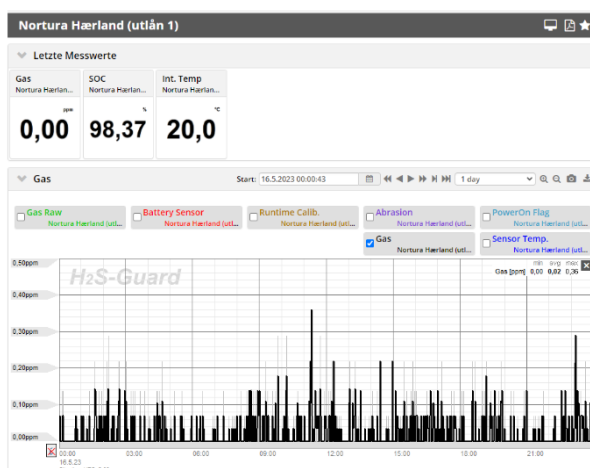 Nortura Hærland (utlån 1)
Letzte Messwerte
Gas
Nortura Hærlan...
ppm
0,00
SOC
Nortura Hærlan...
%
98,37
Int. Temp
Nortura Hærlan...
°C
20,0
Gas
Start: 16.5.2023 00:00:43
1 day
Gas Raw
Nortura Hærland (utl...
Battery Sensor
Nortura Hærland (utl...
Runtime Calib.
Nortura Hærland (utl...
Abrasion
Nortura Hærland (utl...
PowerOn Flag
Nortura Hærland (utl...
Gas
Nortura Hærland (utl...
Sensor Temp.
Nortura Hærland (utl...
H2S-Guard
min avg max
Gas [ppm] 0,00 0,02 0,36
0,50ppm
0,40ppm
0,30ppm
0,20ppm
0,10ppm
0,00ppm
00:00 03:00 06:00 09:00 12:00 15:00 18:00 21:00
16.5.23